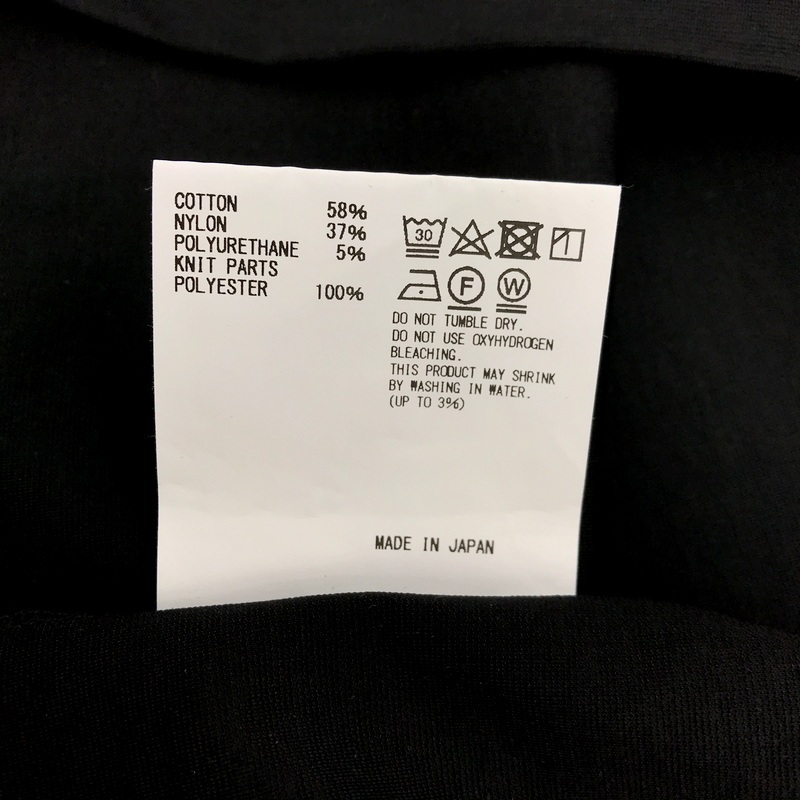 COTTON 58%
NYLON 37%
POLYURETHANE 5%
KNIT PARTS
POLYESTER 100%
30
F W
DO NOT TUMBLE DRY.
DO NOT USE OXYHYDROGEN
BLEACHING.
THIS PRODUCT MAY SHRINK
BY WASHING IN WATER.
(UP TO 3%)
MADE IN JAPAN